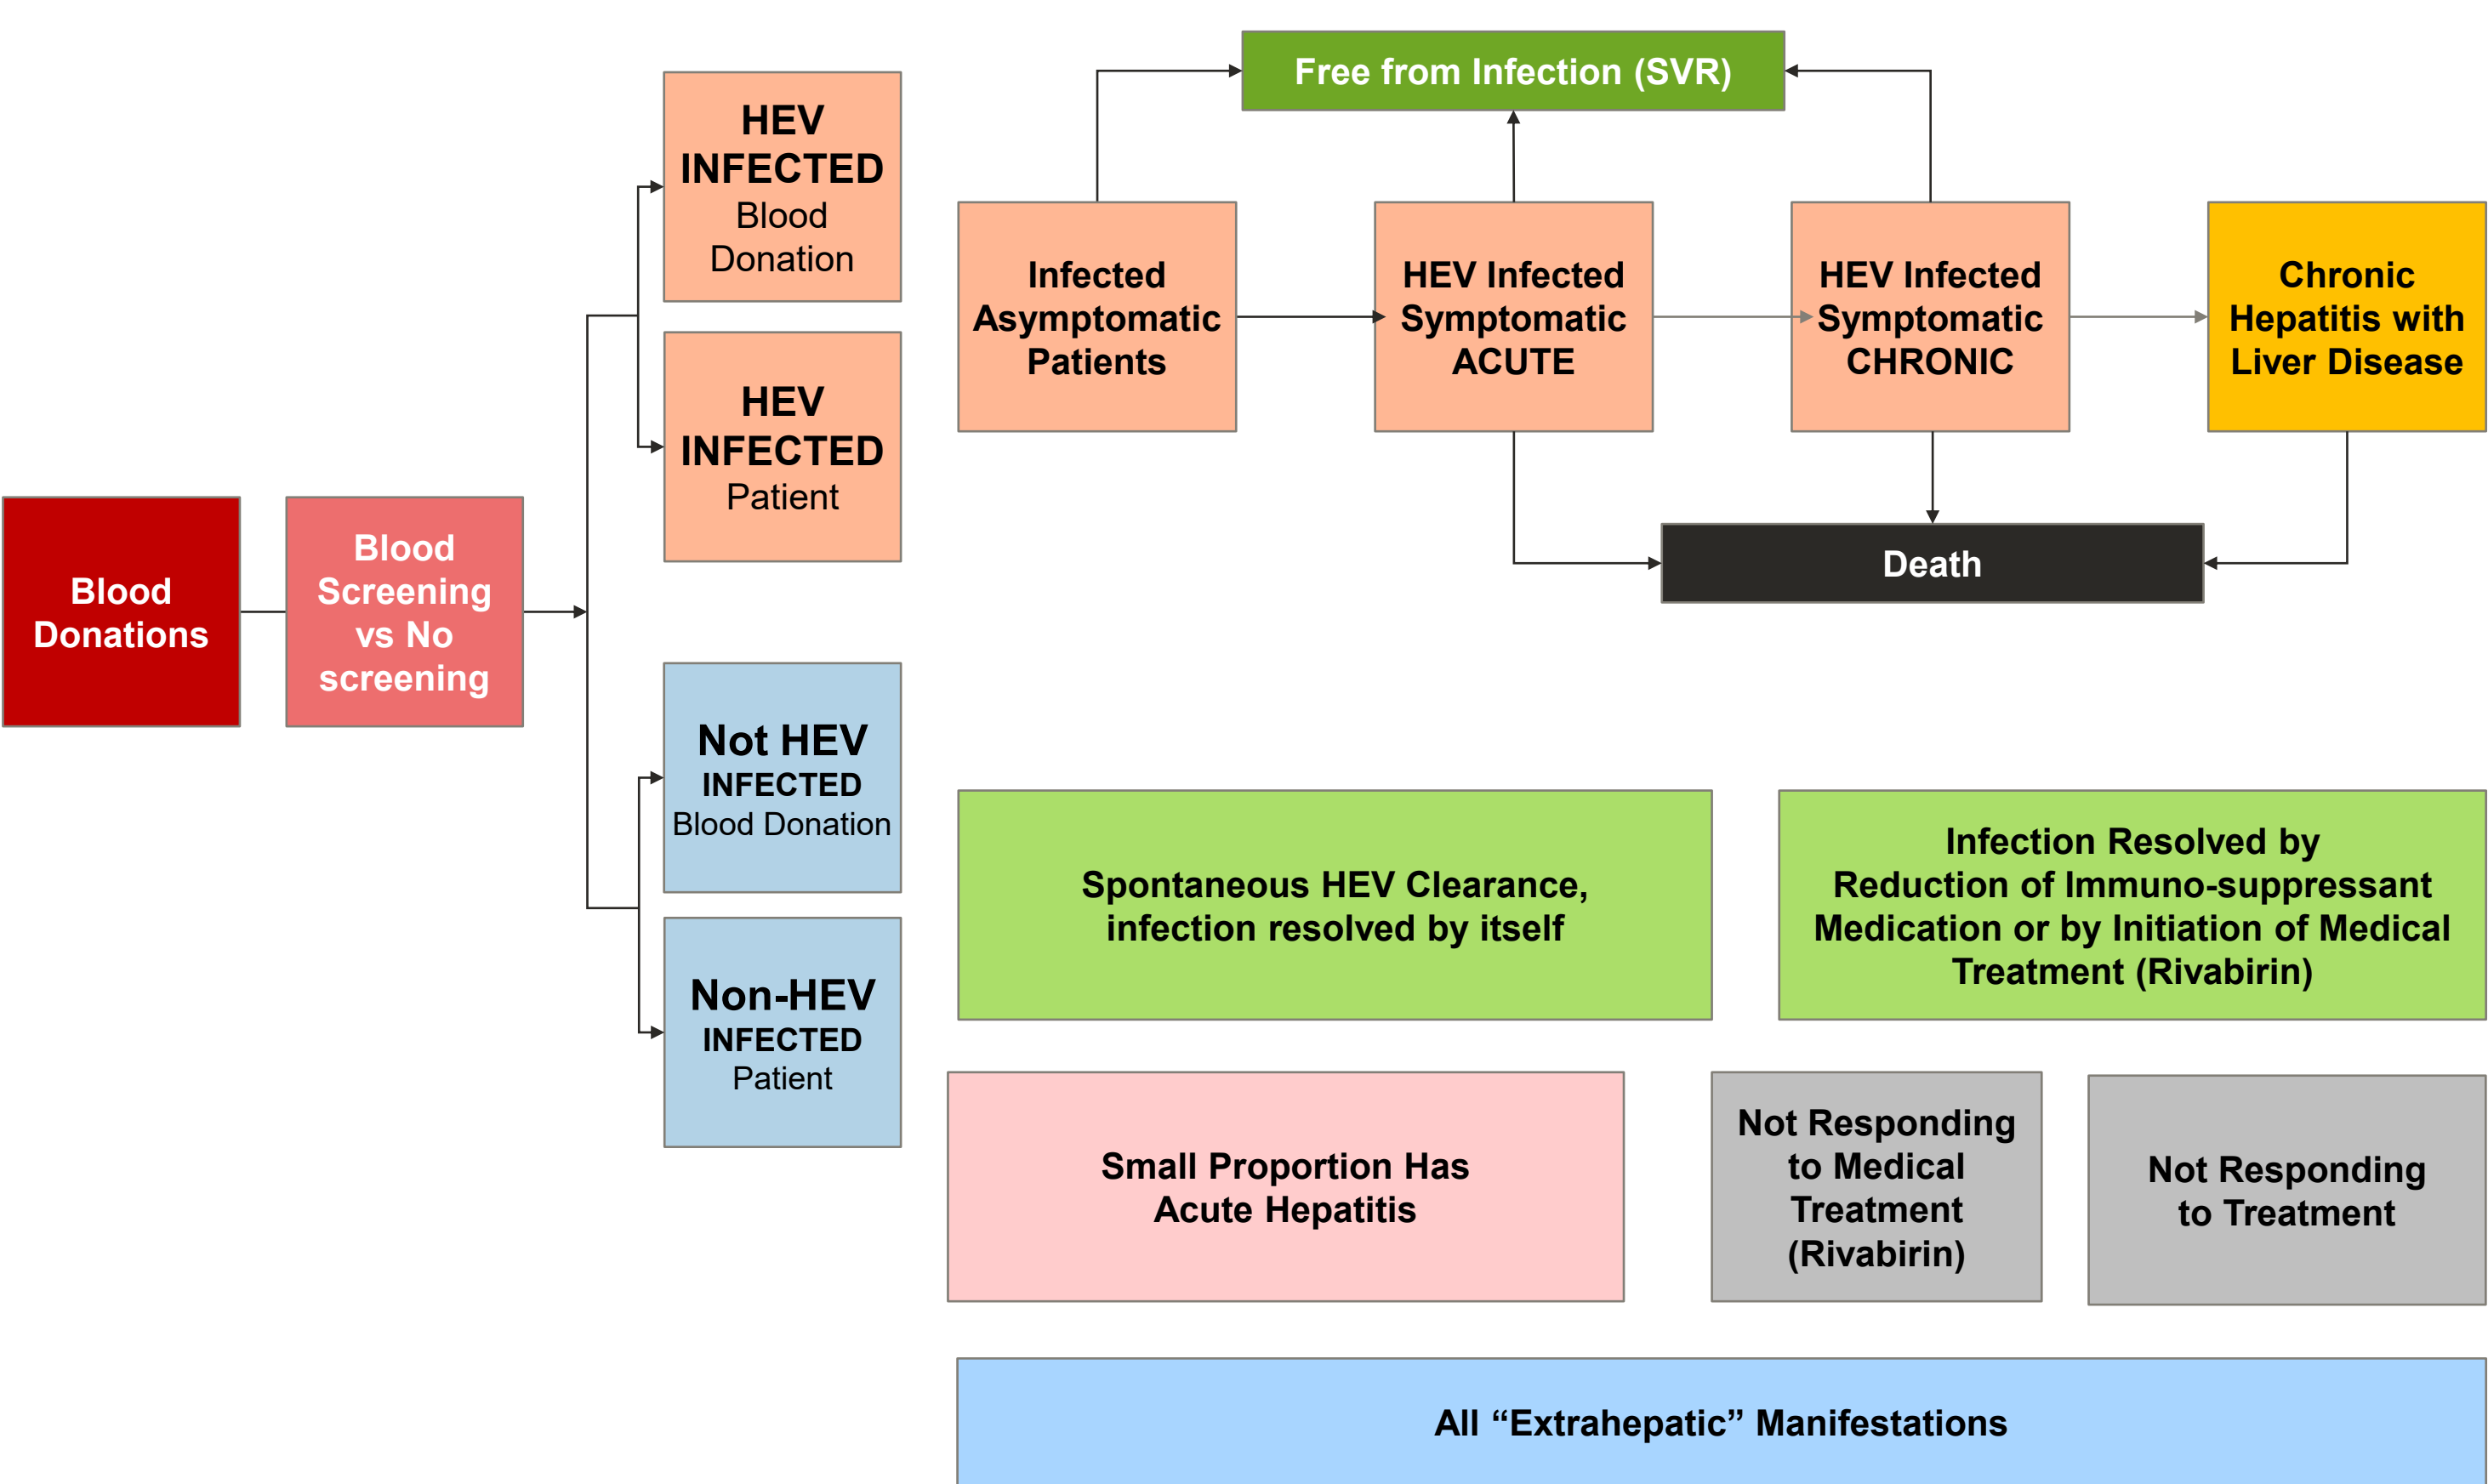 Blood
Donations
Blood
Screening
vs No
screening
HEV
INFECTED
Blood
Donation
HEV
INFECTED
Patient
Not HEV
INFECTED
Blood Donation
Non-HEV
INFECTED
Patient
Free from Infection (SVR)
Infected
Asymptomatic
Patients
HEV Infected
Symptomatic
ACUTE
HEV Infected
Symptomatic
CHRONIC
Chronic
Hepatitis with
Liver Disease
Death
Spontaneous HEV Clearance,
infection resolved by itself
Infection Resolved by
Reduction of Immuno-suppressant
Medication or by Initiation of Medical
Treatment (Rivabirin)
Small Proportion Has
Acute Hepatitis
Not Responding
to Medical
Treatment
(Rivabirin)
Not Responding
to Treatment
All “Extrahepatic” Manifestations